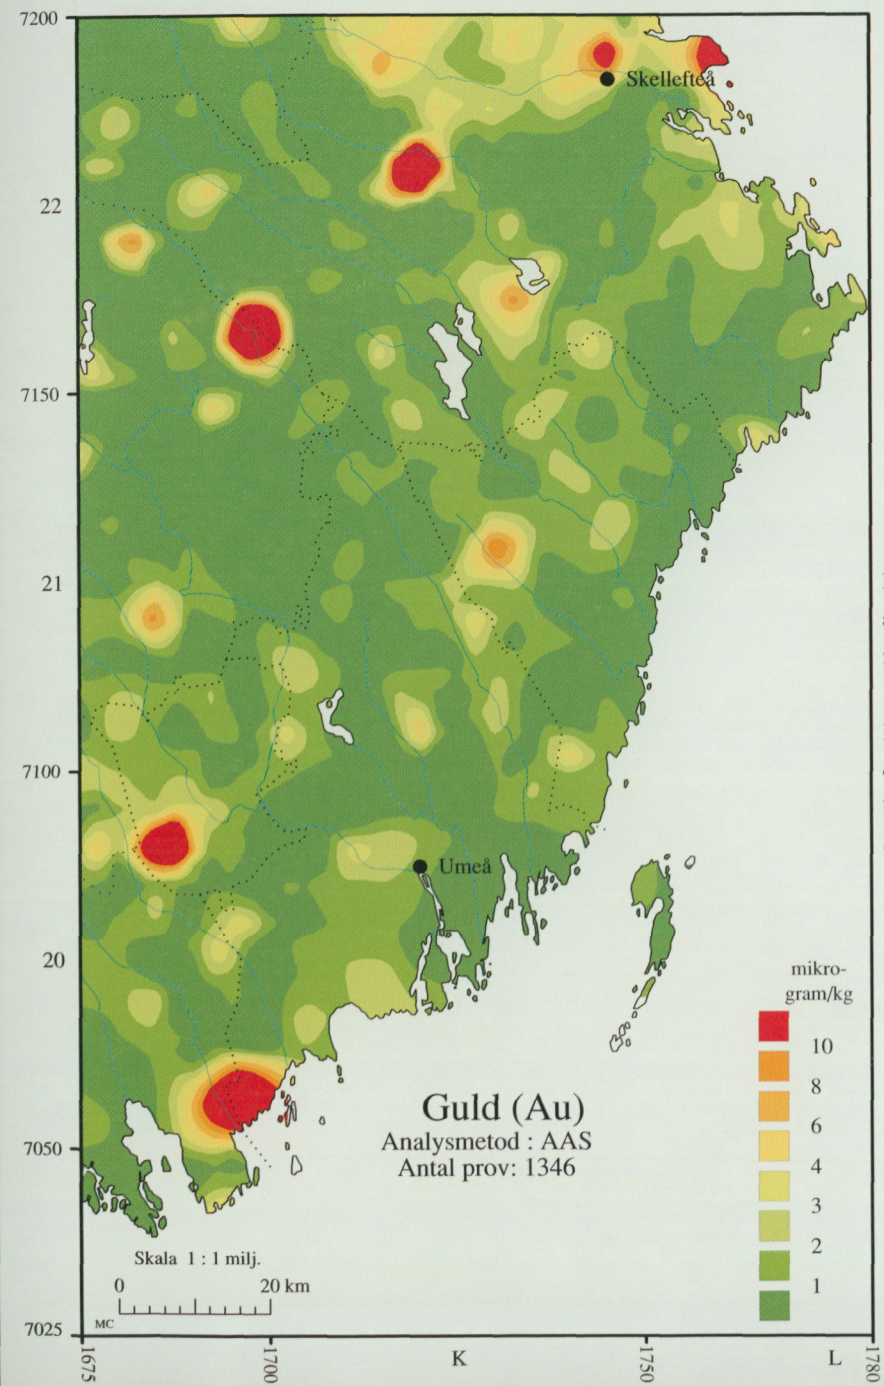 7200
Skellefteå
22
7150
21
7100
Umeå
20
mikro-
gram/kg
10
8
6
4
3
2
1
Guld (Au)
Analysmetod : AAS
Antal prov: 1346
7050
Skala 1 : 1 milj.
0 20 km
MC
7025
1675 1700 K 1750 L 1780